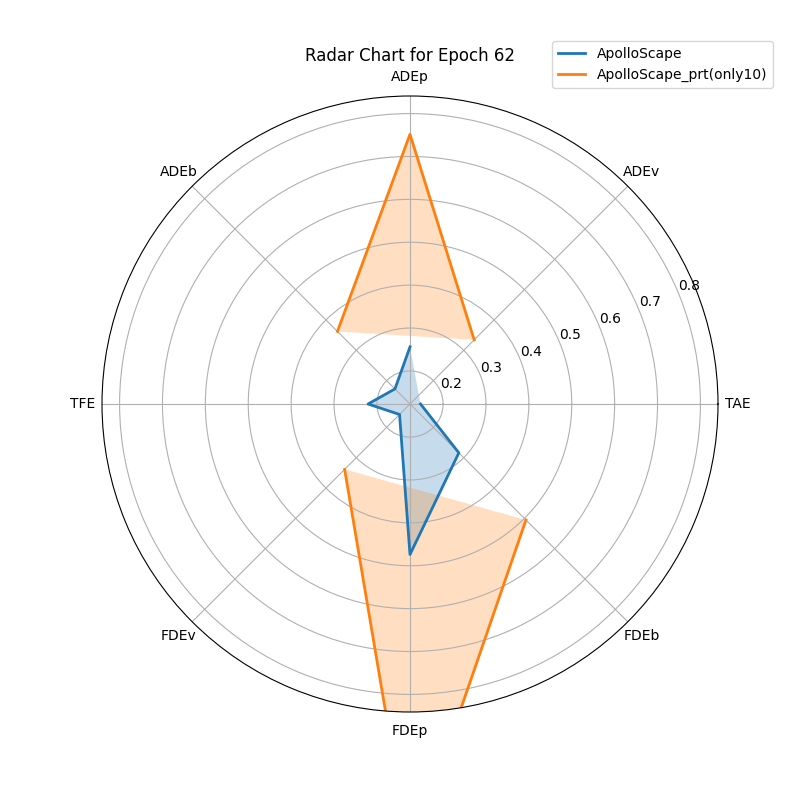 Radar Chart for Epoch 62
ApolloScape
ApolloScape_prt(only10)
ADEp
ADEb
ADEv
0.8
0.7
0.6
0.5
0.4
0.3
0.2
TFE
TAE
FDEv
FDEb
FDEp